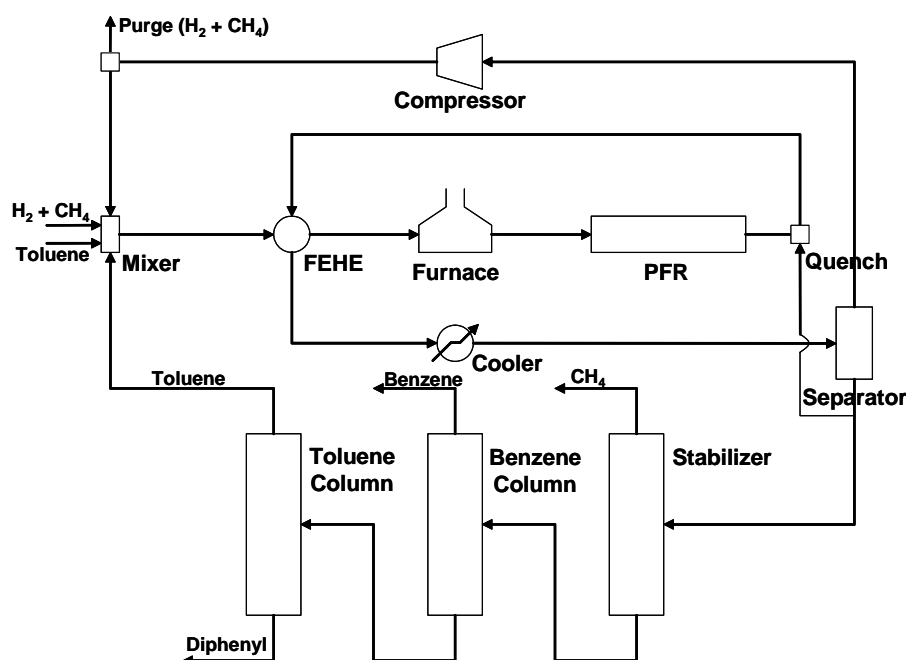 Purge (H₂ + CH₄)
Compressor
H₂ + CH₄
Toluene
Mixer
FEHE
Furnace
PFR
Quench
Cooler
Separator
Toluene
Benzene
CH₄
Toluene
Column
Benzene
Column
Stabilizer
Diphenyl